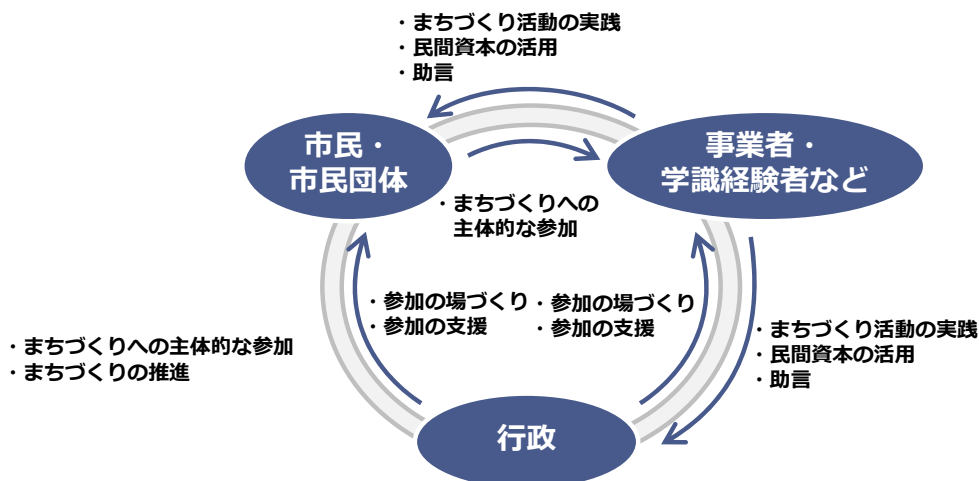 ・まちづくり活動の実践
・民間資本の活用
・助言
市民・
市民団体
事業者・
学識経験者など
・まちづくりへの
主体的な参加
・参加の場づくり
・参加の支援
・参加の場づくり
・参加の支援
・まちづくりへの主体的な参加
・まちづくりの推進
・まちづくり活動の実践
・民間資本の活用
・助言
行政